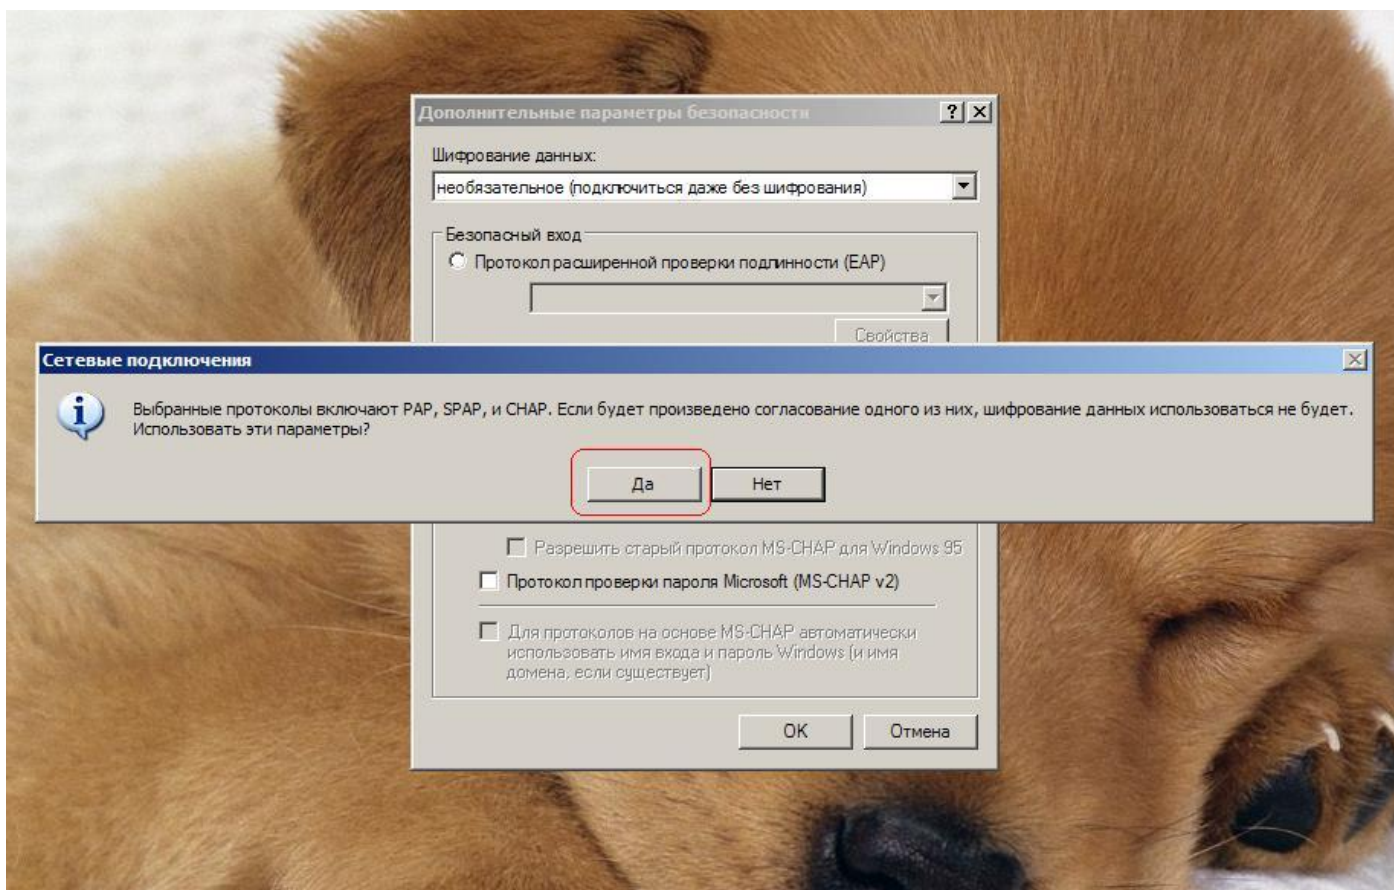 Дополнительные параметры безопасности
Шифрование данных:
необязательное (подключиться даже без шифрования)
Безопасный вход
Протокол расширенной проверки подлинности (EAP)
Свойства
Сетевые подключения
Выбранные протоколы включают PAP, SPAP, и CHAP. Если будет произведено согласование одного из них, шифрование данных использоваться не будет.
Использовать эти параметры?
Да
Нет
Разрешить старый протокол MS-CHAP для Windows 95
Протокол проверки пароля Microsoft (MS-CHAP v2)
Для протоколов на основе MS-CHAP автоматически
использовать имя входа и пароль Windows (и имя
домена, если существует)
OK
Отмена